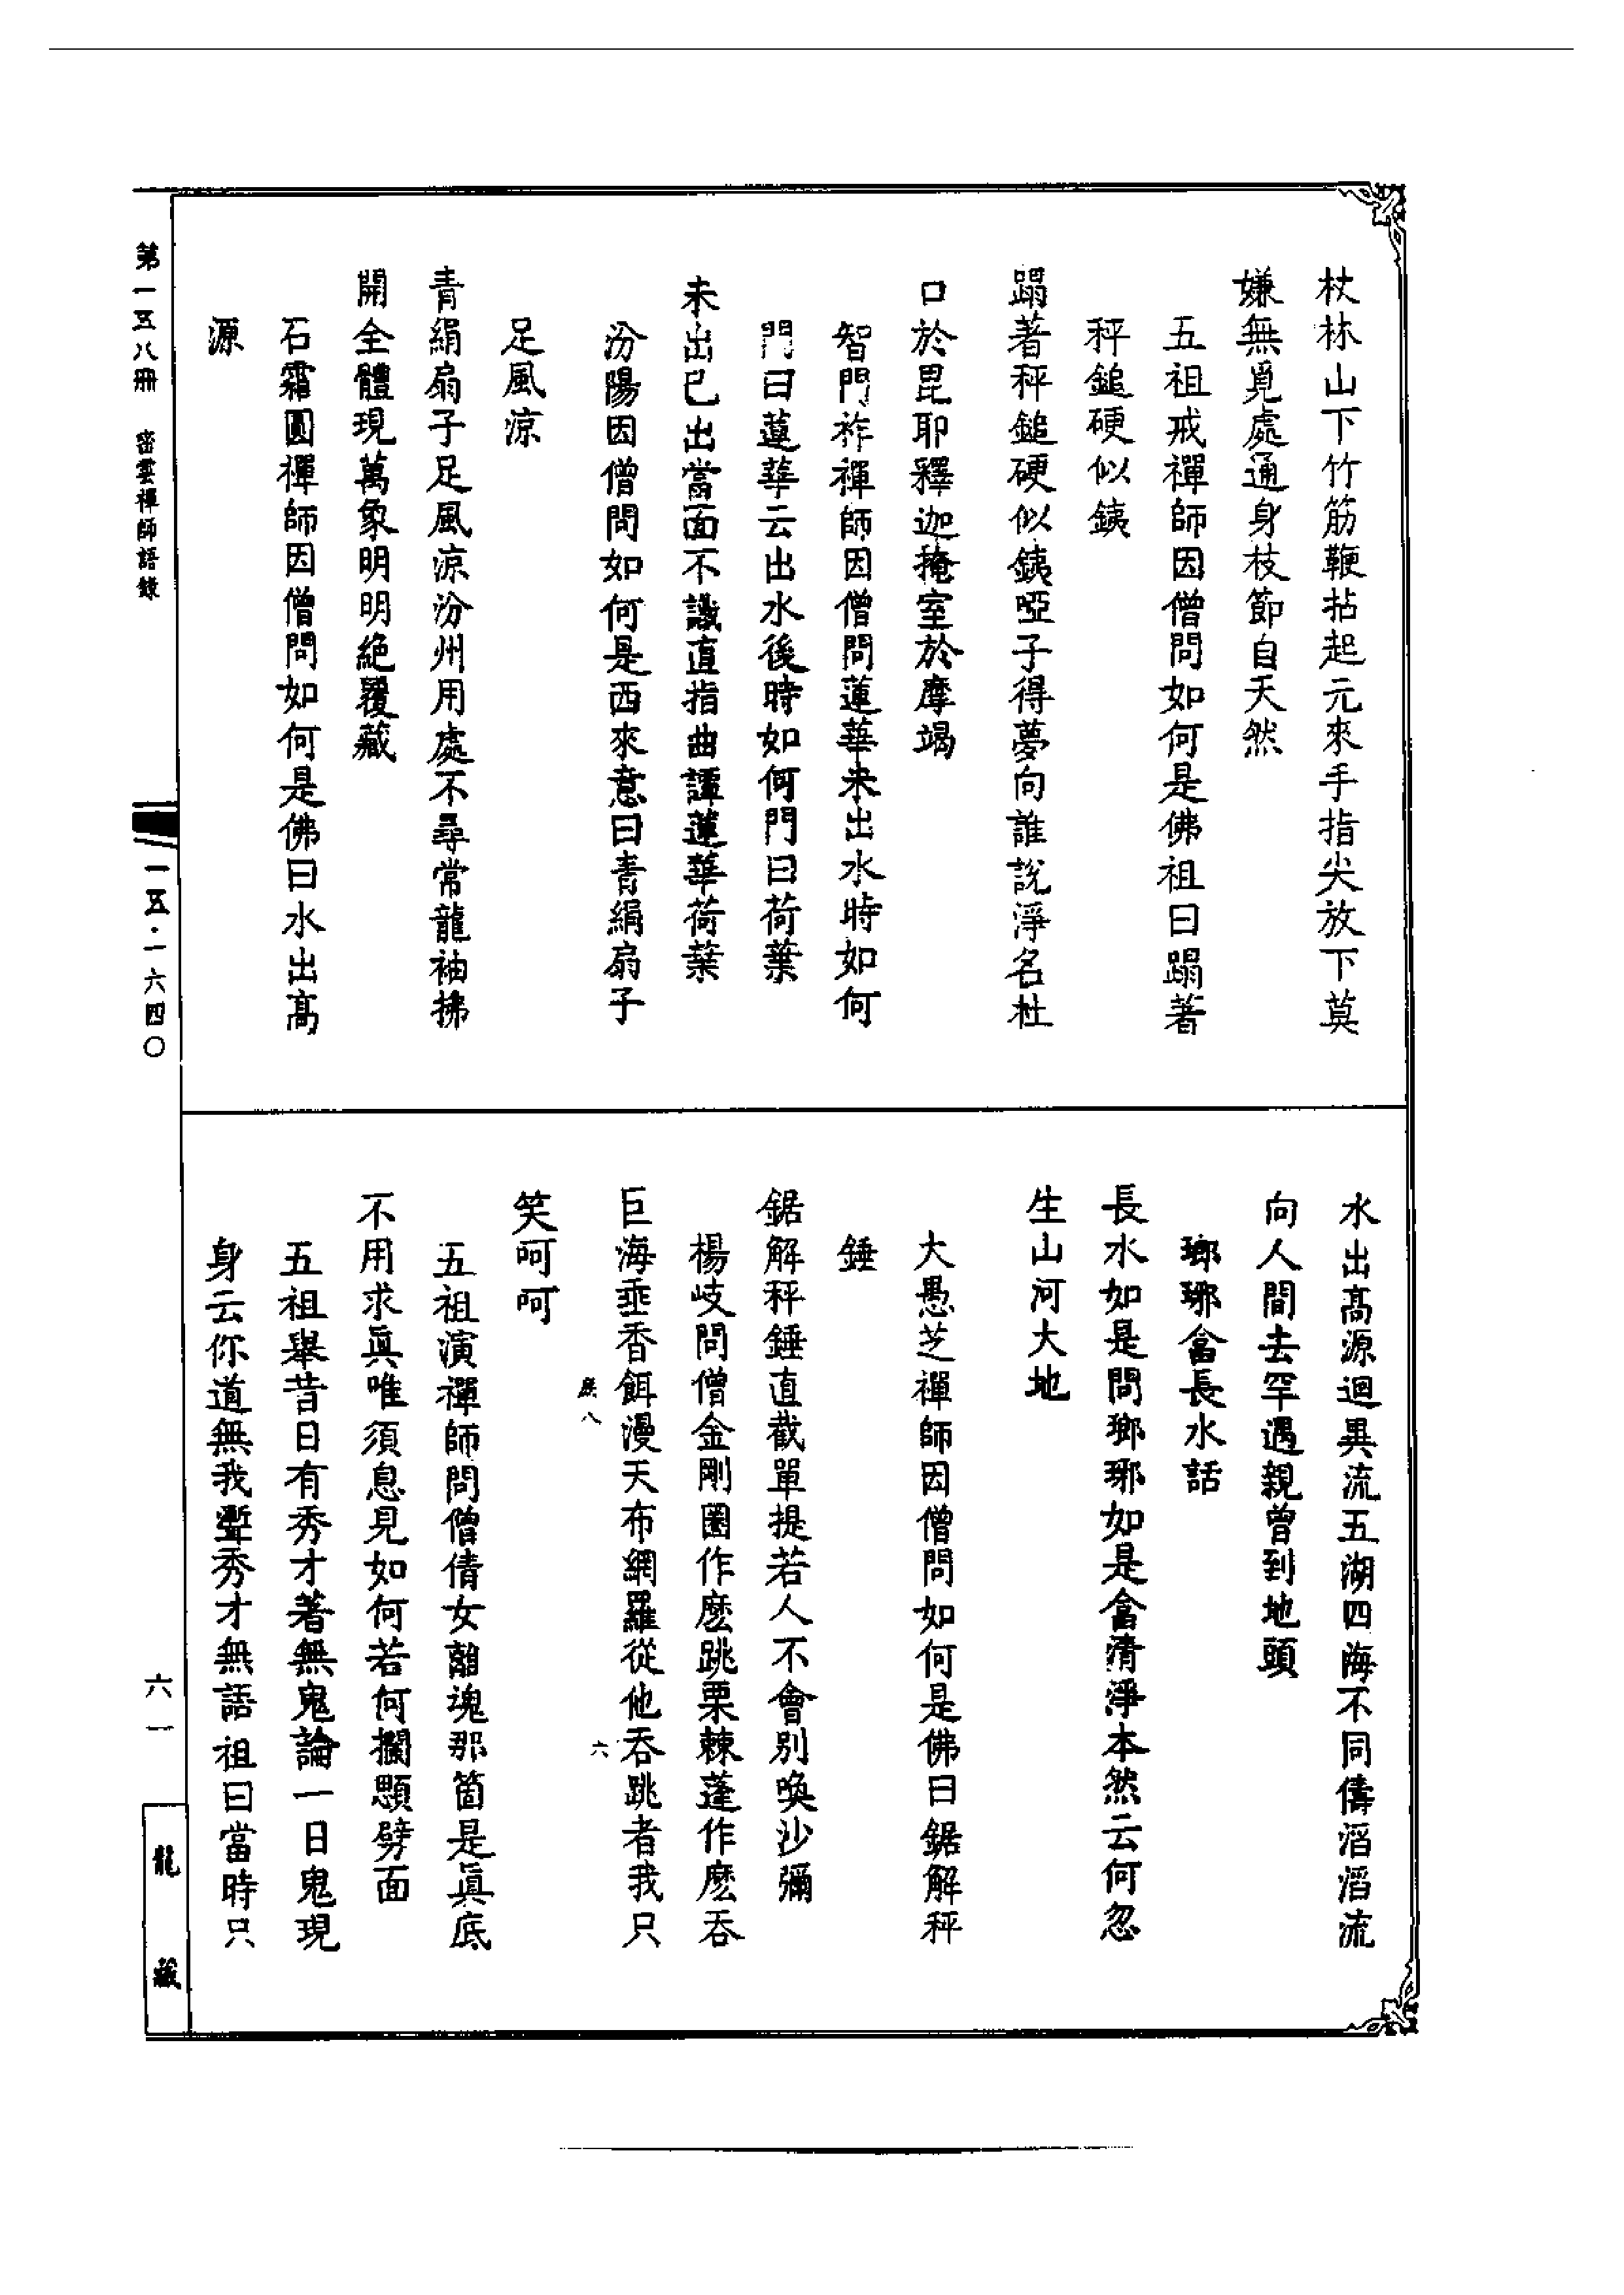 杖林山下竹筋鞭拈起元來手指尖放下莫
嫌無覓處通身枝節自天然
五祖戒禪師因僧問如何是佛祖曰蹋著
秤鎚硬似銕
蹋著秤鎚硬似銕啞子得夢向誰說淨名杜
口於毘耶釋迦掩室於摩竭
智門祚禪師因僧問蓮華未出水時如何
門曰蓮華云出水後時如何門曰荷葉
未出已出當面不譏直指曲譚蓮華荷葉
汾陽因僧問如何是西來意曰青絹扇子
足風涼
青絹扇子足風涼汾州用處不尋常龍袖拂
開全體現萬象明明絕覆藏
石霜圓禪師因僧問如何是佛曰水出高
源
水出高源迴異流五湖四海不同儔滔滔流
向人間去罕遇親曾到地頭
瑯琊畣長水話
長水如是問瑯琊如是畣清淨本然云何忽
生山河大地
大愚芝禪師因僧問如何是佛曰鋸解秤
錘
鋸解秤錘直截單提若人不會別喚沙彌
楊岐問僧金剛圈作麽跳栗棘蓬作麽吞
巨海垂香餌漫天布網羅從他吞跳者我只
笑呵呵
五祖演禪師問僧倩女離魂那箇是眞底
不用求眞唯須息見如何若何攔顋劈面
五祖舉昔日有秀才著無鬼論一日鬼現
身云你道無我聻秀才無語祖曰當時只
第一五八冊 密雲禪師語錄
一五·一六四〇
六一
龍藏
八
六